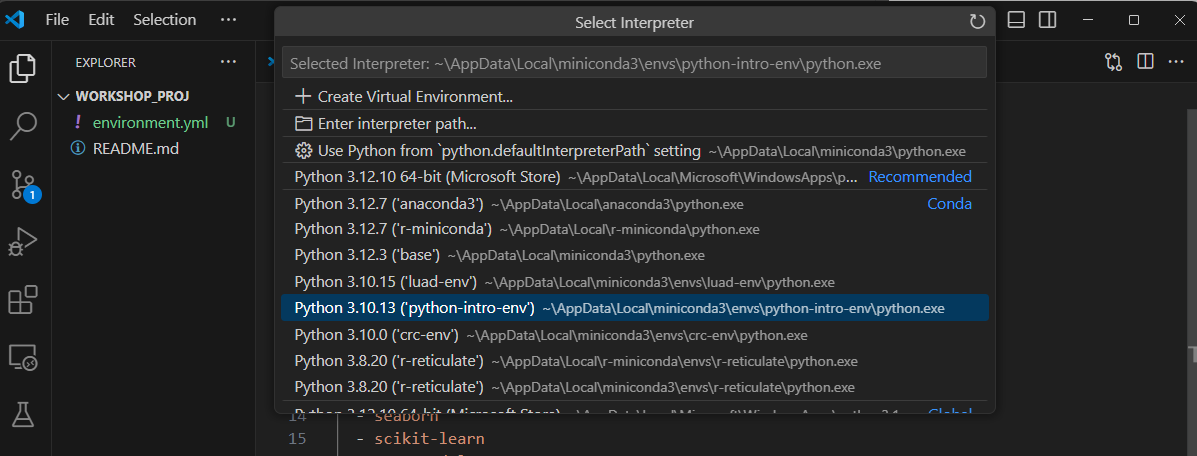 File Edit Selection ···
Select Interpreter
EXPLORER ···
Selected Interpreter: ~\AppData\Local\miniconda3\envs\python-intro-env\python.exe
WORKSHOP_PROJ
! environment.yml U
README.md
1
+ Create Virtual Environment...
Enter interpreter path...
Use Python from `python.defaultInterpreterPath` setting ~\AppData\Local\miniconda3\python.exe
Python 3.12.10 64-bit (Microsoft Store) ~\AppData\Local\Microsoft\WindowsApps\p... Recommended
Python 3.12.7 ('anaconda3') ~\AppData\Local\anaconda3\python.exe Conda
Python 3.12.7 ('r-miniconda') ~\AppData\Local\r-miniconda\python.exe
Python 3.12.3 ('base') ~\AppData\Local\miniconda3\python.exe
Python 3.10.15 ('luad-env') ~\AppData\Local\miniconda3\envs\luad-env\python.exe
Python 3.10.13 ('python-intro-env') ~\AppData\Local\miniconda3\envs\python-intro-env\python.exe
Python 3.10.0 ('crc-env') ~\AppData\Local\miniconda3\envs\crc-env\python.exe
Python 3.8.20 ('r-reticulate') ~\AppData\Local\r-miniconda\envs\r-reticulate\python.exe
Python 3.8.20 ('r-reticulate') ~\AppData\Local\miniconda3\envs\r-reticulate\python.exe
Python 3.12.10 64-bit (Microsoft Store) Global
14 - seaborn
15 - scikit-learn